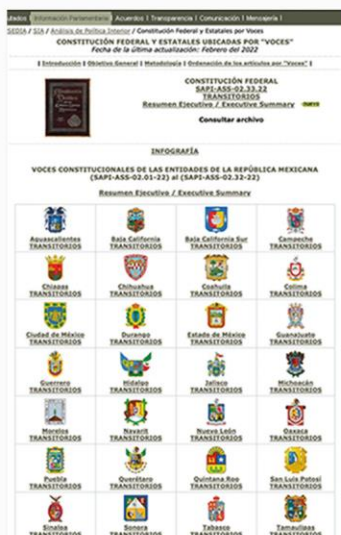 utados | Información Parlamentaria | Acuerdos | Transparencia | Comunicación | Mensajería |
SEDIA / SIA / Análisis de Política Interior / Constitución Federal y Estatales por Voces
CONSTITUCIÓN FEDERAL Y ESTATALES UBICADAS POR "VOCES"
Fecha de la última actualización: Febrero del 2022
| Introducción | Objetivo General | Metodología | Ordenación de los artículos por "Voces" |
CONSTITUCIÓN FEDERAL
SAPI-ASS-02.33.22
TRANSITORIOS
Resumen Ejecutivo / Executive Summary
Consultar archivo
INFOGRAFÍA
VOCES CONSTITUCIONALES DE LAS ENTIDADES DE LA REPÚBLICA MEXICANA
(SAPI-ASS-02.01-22) al (SAPI-ASS-02.32-22)
Resumen Ejecutivo / Executive Summary
Aguascalientes Baja California Baja California Sur Campeche
TRANSITORIOS TRANSITORIOS TRANSITORIOS TRANSITORIOS
Chiapas Chihuahua Coahuila Colima
TRANSITORIOS TRANSITORIOS TRANSITORIOS TRANSITORIOS
Ciudad de México Durango Estado de México Guanajuato
TRANSITORIOS TRANSITORIOS TRANSITORIOS TRANSITORIOS
Guerrero Hidalgo Jalisco Michoacán
TRANSITORIOS TRANSITORIOS TRANSITORIOS TRANSITORIOS
Morelos Nayarit Nuevo León Oaxaca
TRANSITORIOS TRANSITORIOS TRANSITORIOS TRANSITORIOS
Puebla Querétaro Quintana Roo San Luis Potosí
TRANSITORIOS TRANSITORIOS TRANSITORIOS TRANSITORIOS
Sinaloa Sonora Tabasco Tamaulipas
TRANSITORIOS TRANSITORIOS TRANSITORIOS TRANSITORIOS